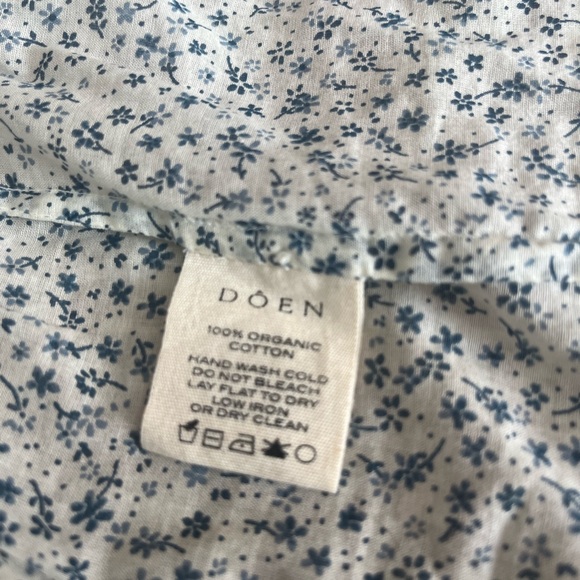 DÔEN
100% ORGANIC
COTTON
HAND WASH COLD
DO NOT BLEACH
LAY FLAT TO DRY
LOW IRON
OR DRY CLEAN